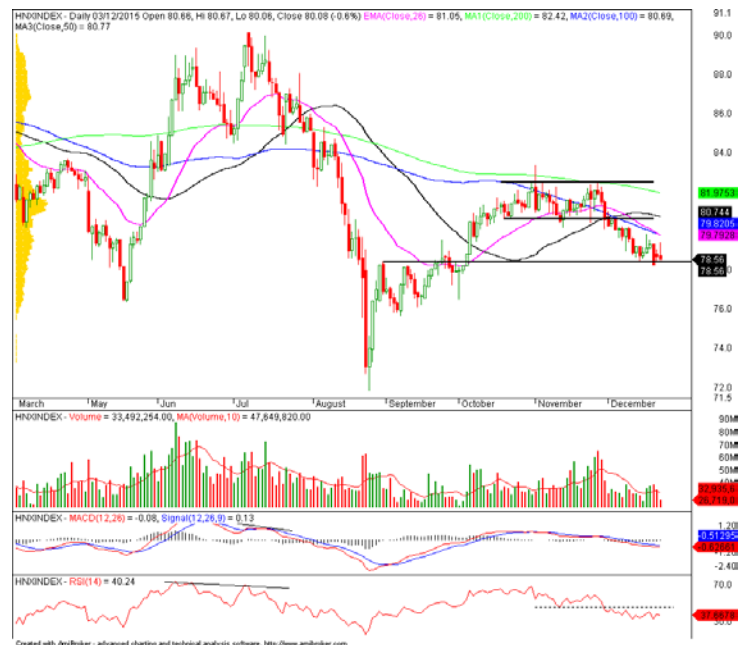 HNXINDEX - Daily 03/12/2015 Open 80.66, Hi 80.67, Lo 80.06, Close 80.08 (-0.6%) EMA(Close,26) = 81.05, MA1(Close,200) = 82.42, MA2(Close,100) = 80.69,
MA3(Close,50) = 80.77
91.1
90.0
88.0
86.0
84.0
81.9753
80.744
79.8205
79.7928
78.56
78.56
76.0
74.0
72.0
71.5
March May Jun Jul August September October November December
HNXINDEX - Volume = 33,492,254.00, MA(Volume,10) = 47,649,820.00
90M
80M
70M
60M
50M
HNXINDEX - MACD(12,26) = -0.08, Signal(12,26,9) = 0.13
1.20
-0.51295
-1.20
-2.40
HNXINDEX - RSI(14) = 40.24
70.0
37.6678
30.0
Created with AmiBroker - advanced charting and technical analysis software. http://www.amibroker.com